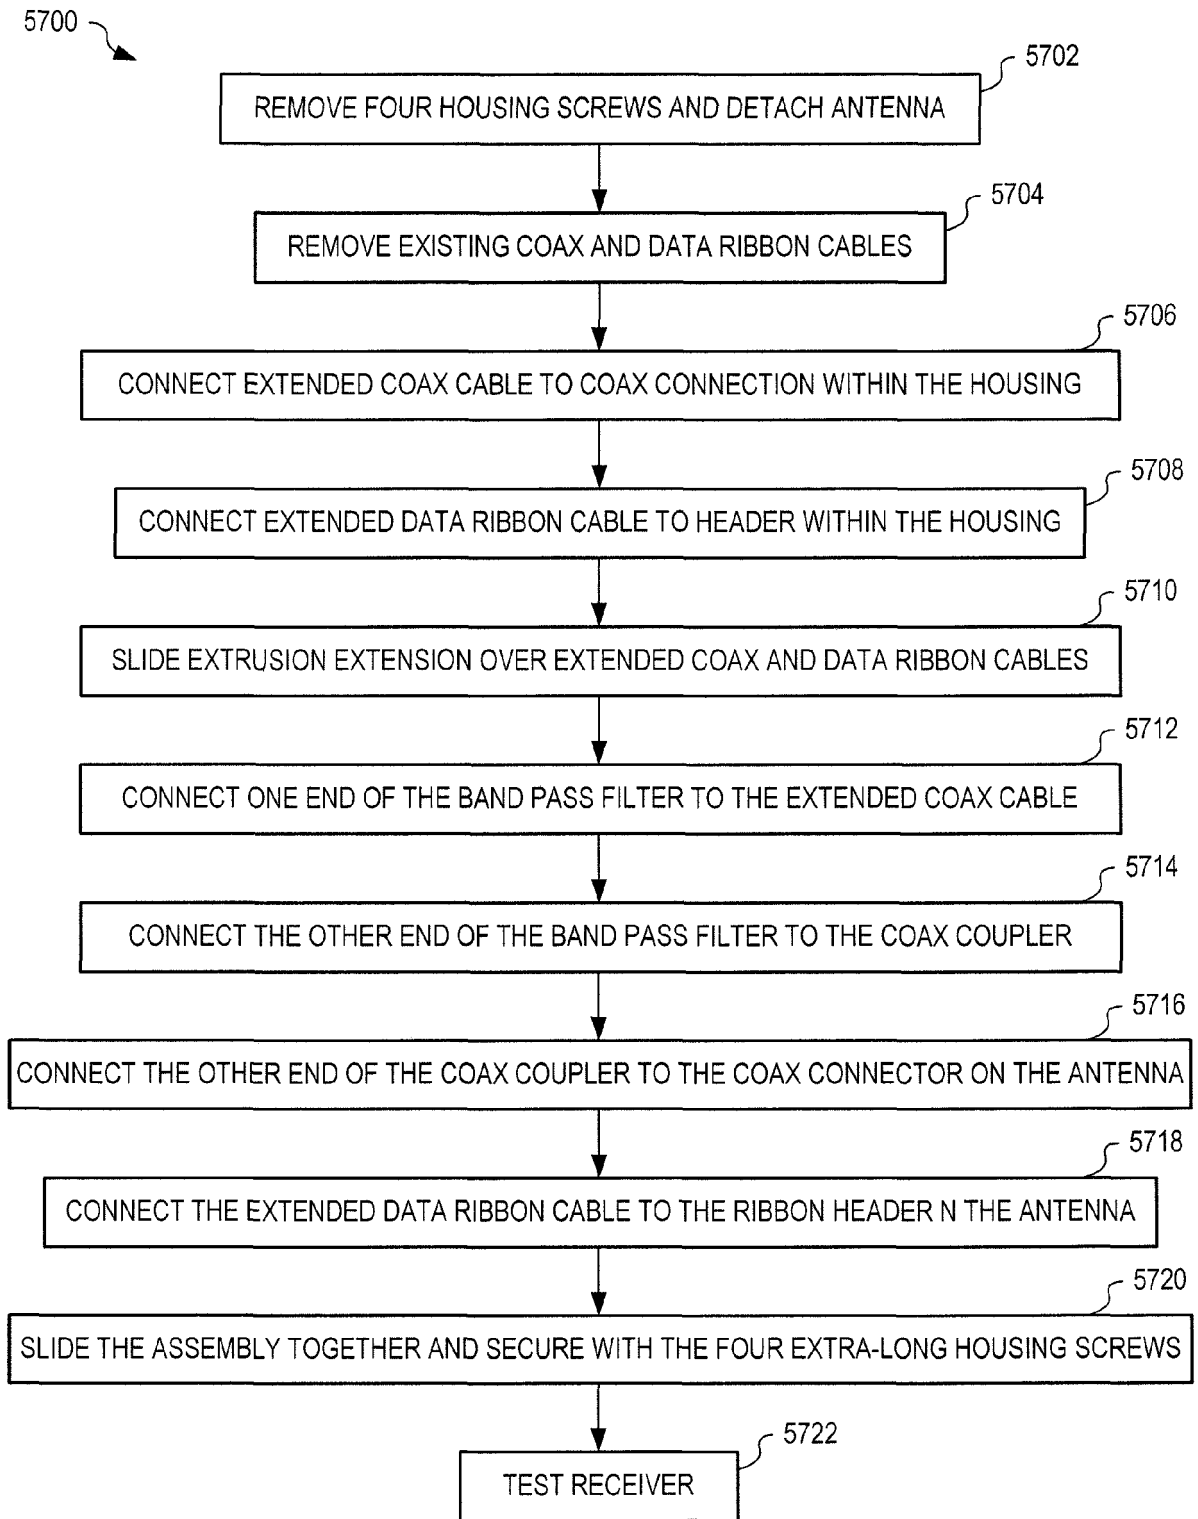 5700
5702
REMOVE FOUR HOUSING SCREWS AND DETACH ANTENNA
5704
REMOVE EXISTING COAX AND DATA RIBBON CABLES
5706
CONNECT EXTENDED COAX CABLE TO COAX CONNECTION WITHIN THE HOUSING
5708
CONNECT EXTENDED DATA RIBBON CABLE TO HEADER WITHIN THE HOUSING
5710
SLIDE EXTRUSION EXTENSION OVER EXTENDED COAX AND DATA RIBBON CABLES
5712
CONNECT ONE END OF THE BAND PASS FILTER TO THE EXTENDED COAX CABLE
5714
CONNECT THE OTHER END OF THE BAND PASS FILTER TO THE COAX COUPLER
5716
CONNECT THE OTHER END OF THE COAX COUPLER TO THE COAX CONNECTOR ON THE ANTENNA
5718
CONNECT THE EXTENDED DATA RIBBON CABLE TO THE RIBBON HEADER N THE ANTENNA
5720
SLIDE THE ASSEMBLY TOGETHER AND SECURE WITH THE FOUR EXTRA-LONG HOUSING SCREWS
5722
TEST RECEIVER